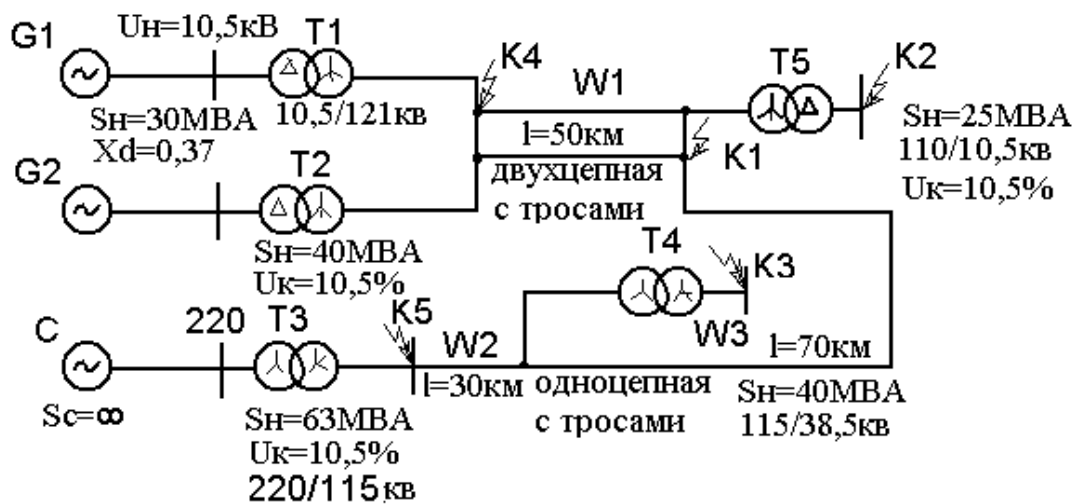 G1
Uн=10,5кВ
T1
10,5/121кв
Sн=30МВА
Xd=0,37
G2
T2
Sн=40МВА
Uк=10,5%
K4
W1
l=50км
двухцепная
с тросами
K1
T5
K2
Sн=25МВА
110/10,5кв
Uк=10,5%
T4
K3
C
Sс=∞
220
T3
Sн=63МВА
Uк=10,5%
220/115кв
K5
W2
l=30км
одноцепная
с тросами
W3
l=70км
Sн=40МВА
115/38,5кв